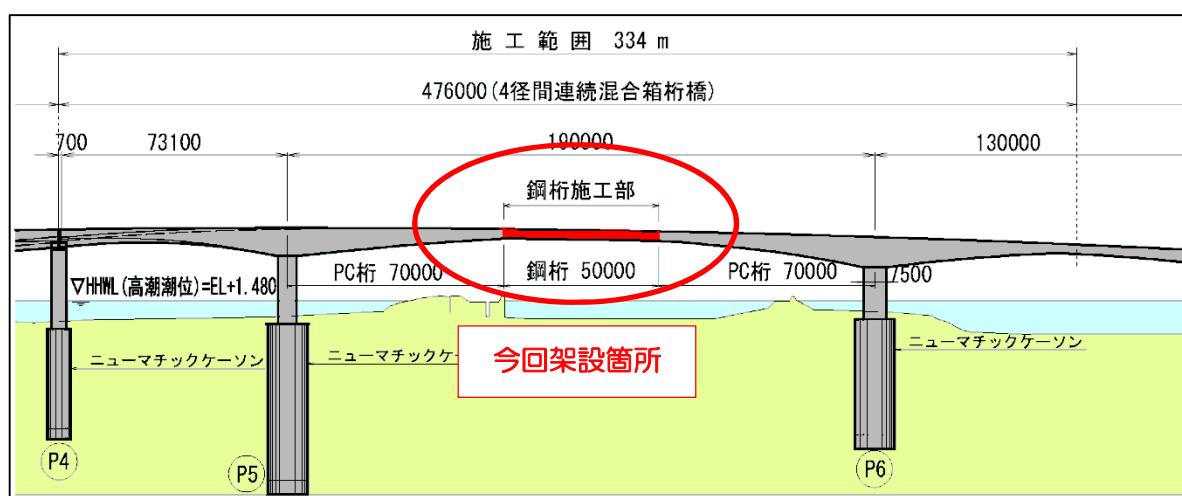 施工範囲 334 m
476000(4径間連続混合箱桁橋)
700
73100
190000
130000
鋼桁施工部
PC桁 70000
鋼桁 50000
PC桁 70000
7500
▽HHWL(高潮潮位)=EL+1.480
ニューマチックケーソン
ニューマチックケー
ニューマチックケーソン
今回架設箇所
P4
P5
P6